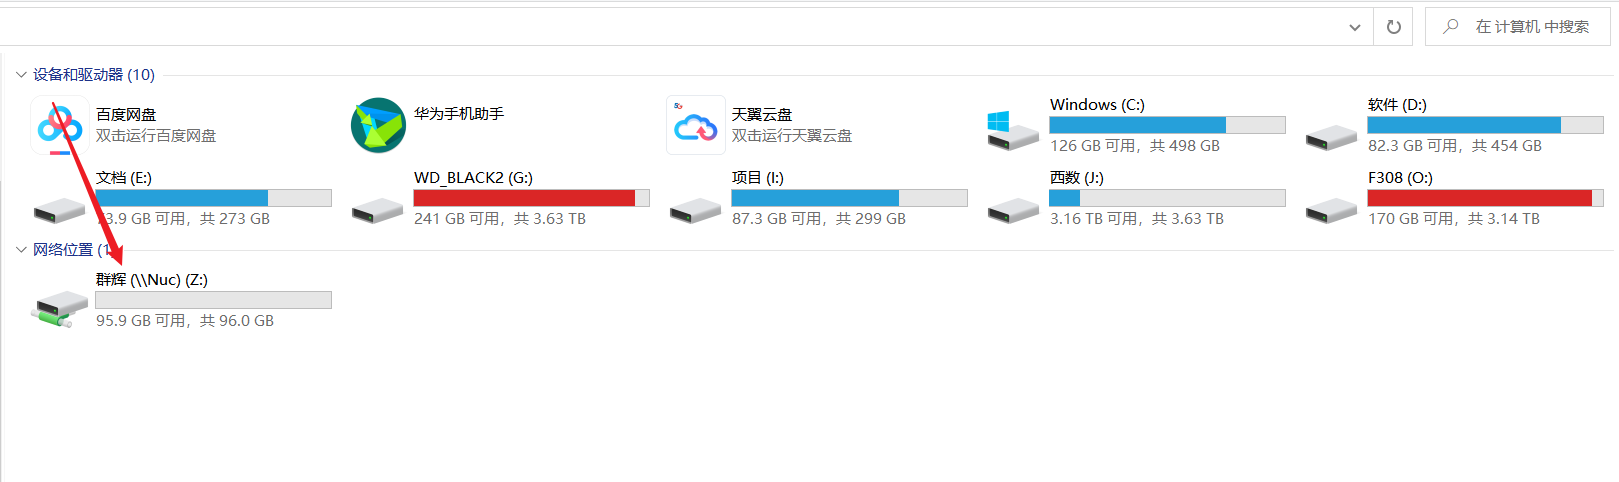 在 计算机 中搜索
设备和驱动器 (10)
百度网盘
双击运行百度网盘
华为手机助手
天翼云盘
双击运行天翼云盘
Windows (C:)
126 GB 可用，共 498 GB
软件 (D:)
82.3 GB 可用，共 454 GB
文档 (E:)
3.9 GB 可用，共 273 GB
WD_BLACK2 (G:)
241 GB 可用，共 3.63 TB
项目 (I:)
87.3 GB 可用，共 299 GB
西数 (J:)
3.16 TB 可用，共 3.63 TB
F308 (O:)
170 GB 可用，共 3.14 TB
网络位置 (1
群辉 (\\Nuc) (Z:)
95.9 GB 可用，共 96.0 GB